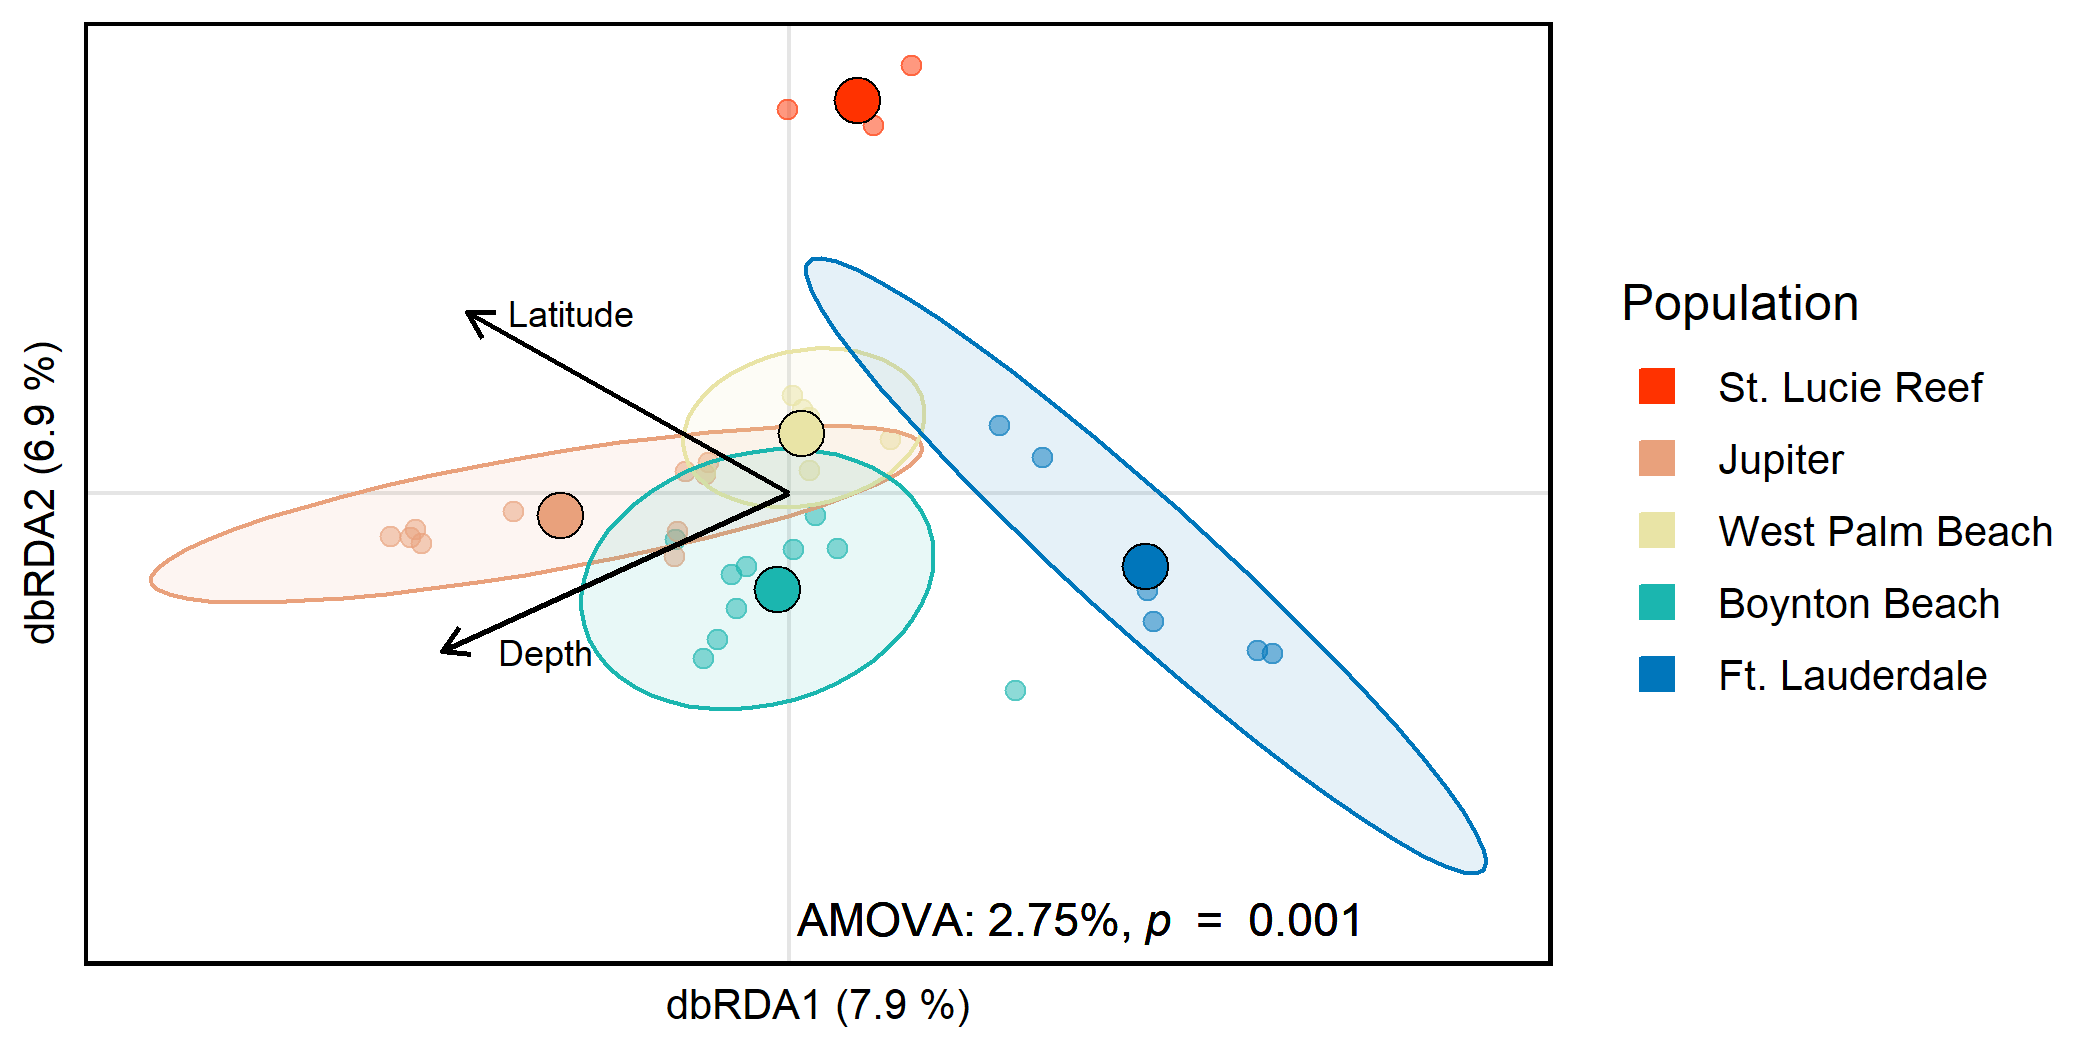 dbRDA2 (6.9 %)
Latitude
Depth
AMOVA: 2.75%, p = 0.001
dbRDA1 (7.9 %)
Population
St. Lucie Reef
Jupiter
West Palm Beach
Boynton Beach
Ft. Lauderdale